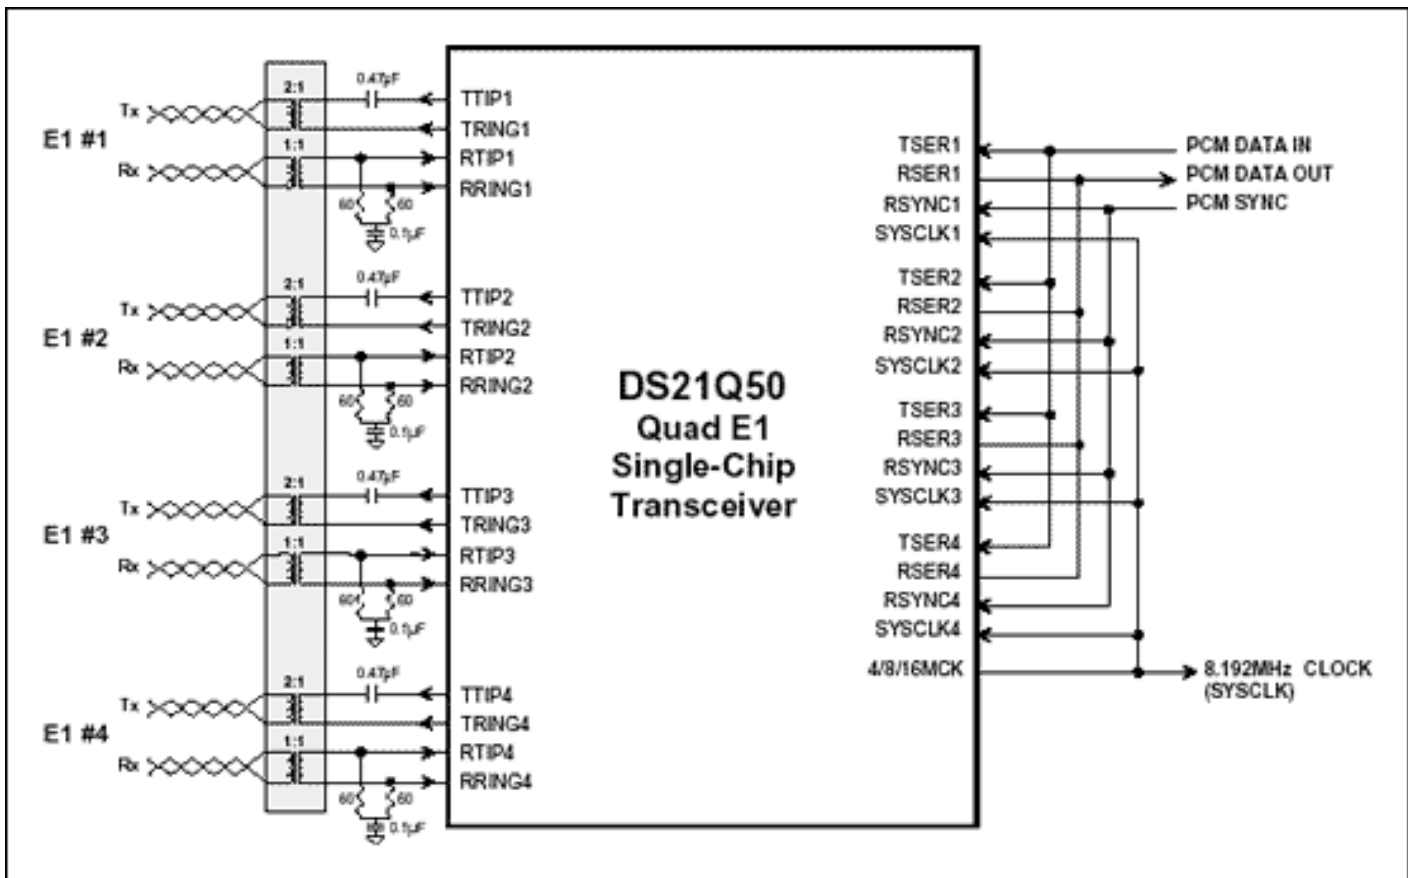 0.47µF
2:1
TTIP1
Tx
TRING1
E1 #1
1:1
RTIP1
Rx
RRING1
60
60
0.1µF
0.47µF
2:1
TTIP2
Tx
TRING2
E1 #2
1:1
RTIP2
Rx
RRING2
60
60
0.1µF
0.47µF
2:1
TTIP3
Tx
TRING3
E1 #3
1:1
RTIP3
Rx
RRING3
60
60
0.1µF
0.47µF
2:1
TTIP4
Tx
TRING4
E1 #4
1:1
RTIP4
Rx
RRING4
60
60
0.1µF
DS21Q50
Quad E1
Single-Chip
Transceiver
TSER1
RSER1
RSYNC1
SYSCLK1
TSER2
RSER2
RSYNC2
SYSCLK2
TSER3
RSER3
RSYNC3
SYSCLK3
TSER4
RSER4
RSYNC4
SYSCLK4
4/8/16MCK
PCM DATA IN
PCM DATA OUT
PCM SYNC
8.192MHz CLOCK
(SYSCLK)